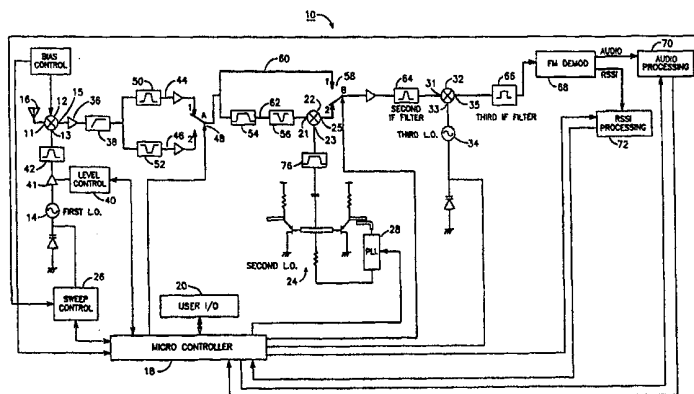 10
BIAS
CONTROL
16
15
12
36
11
13
38
50
44
1
A
2
48
52
46
60
58
1
B
2
22
54
62
56
21
25
23
64
SECOND
IF FILTER
31
32
33
35
66
THIRD IF FILTER
FM DEMOD
68
AUDIO
RSSI
70
AUDIO PROCESSING
RSSI
PROCESSING
72
42
41
LEVEL
CONTROL
40
14
FIRST L.O.
76
THIRD L.O.
34
SECOND L.O.
24
28
PLL
26
SWEEP
CONTROL
20
USER I/O
MICRO CONTROLLER
18